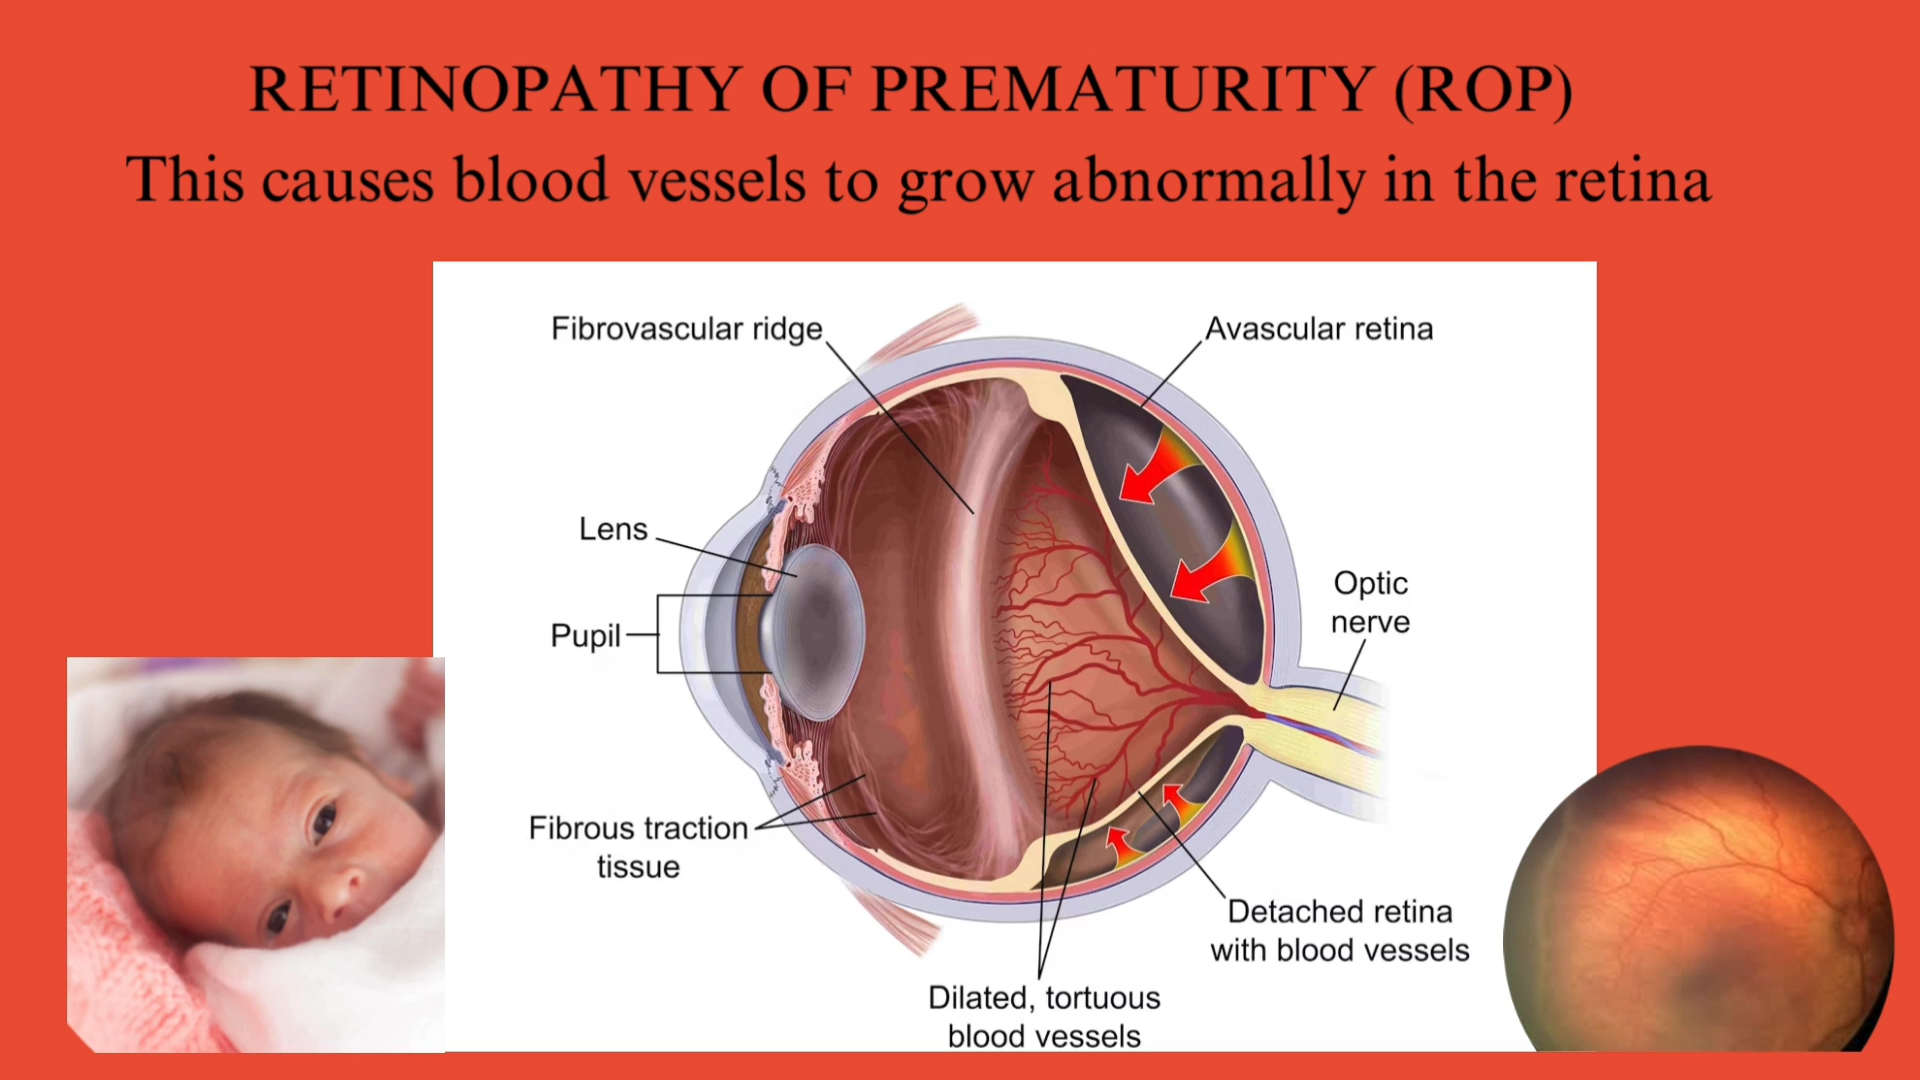 RETINOPATHY OF PREMATURITY (ROP)
This causes blood vessels to grow abnormally in the retina
Fibrovascular ridge
Avascular retina
Lens
Optic
nerve
Pupil
Fibrous traction
tissue
Detached retina
with blood vessels
Dilated, tortuous
blood vessels